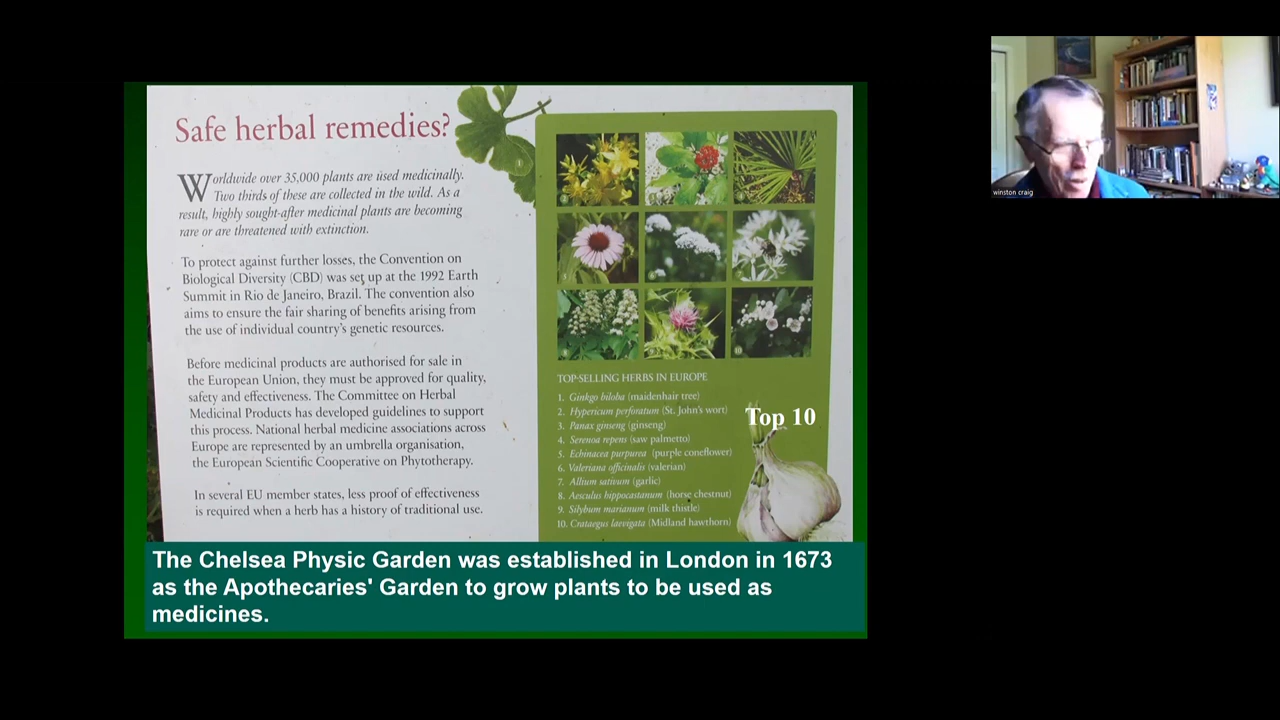 Safe herbal remedies?
Worldwide over 35,000 plants are used medicinally.
Two thirds of these are collected in the wild. As a
result, highly sought-after medicinal plants are becoming
rare or are threatened with extinction.
To protect against further losses, the Convention on
Biological Diversity (CBD) was set up at the 1992 Earth
Summit in Rio de Janeiro, Brazil. The convention also
aims to ensure the fair sharing of benefits arising from
the use of individual country's genetic resources.
Before medicinal products are authorised for sale in
the European Union, they must be approved for quality,
safety and effectiveness. The Committee on Herbal
Medicinal Products has developed guidelines to support
this process. National herbal medicine associations across
Europe are represented by an umbrella organisation,
the European Scientific Cooperative on Phytotherapy.
In several EU member states, less proof of effectiveness
is required when a herb has a history of traditional use.
TOP-SELLING HERBS IN EUROPE
1. Ginkgo biloba (maidenhair tree)
2. Hypericum perforatum (St. John's wort)
3. Panax ginseng (ginseng)
4. Serenoa repens (saw palmetto)
5. Echinacea purpurea (purple coneflower)
6. Valeriana officinalis (valerian)
7. Allium sativum (garlic)
8. Aesculus hippocastanum (horse chestnut)
9. Silybum marianum (milk thistle)
10. Crataegus laevigata (Midland hawthorn)
Top 10
The Chelsea Physic Garden was established in London in 1673
as the Apothecaries' Garden to grow plants to be used as
medicines.
winston craig